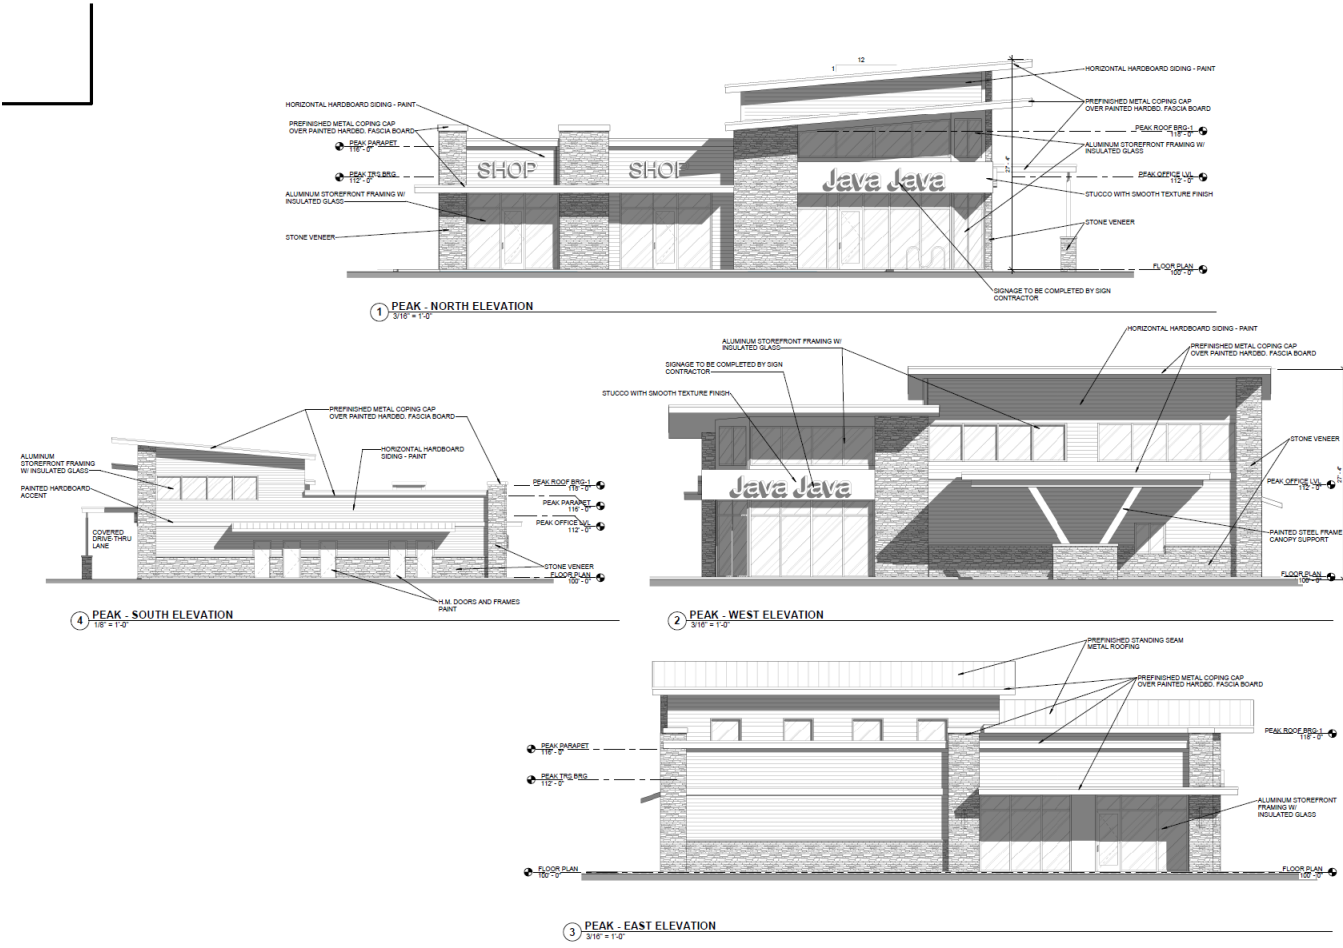 12
1
HORIZONTAL HARDBOARD SIDING - PAINT
HORIZONTAL HARDBOARD SIDING - PAINT
PREFINISHED METAL COPING CAP
OVER PAINTED HARDBD. FASCIA BOARD
PREFINISHED METAL COPING CAP
OVER PAINTED HARDBD. FASCIA BOARD
PEAK PARAPET
116' - 0"
PEAK ROOF BRG-1
118' - 0"
ALUMINUM STOREFRONT FRAMING W/
INSULATED GLASS
PEAK TRS BRG
112' - 0"
PEAK OFFICE LVL
112' - 0"
27' - 4"
SHOP
SHOP
Java Java
ALUMINUM STOREFRONT FRAMING W/
INSULATED GLASS
STUCCO WITH SMOOTH TEXTURE FINISH
STONE VENEER
STONE VENEER
FLOOR PLAN
100' - 0"
SIGNAGE TO BE COMPLETED BY SIGN
CONTRACTOR
1
PEAK - NORTH ELEVATION
3/16" = 1'-0"
HORIZONTAL HARDBOARD SIDING - PAINT
ALUMINUM STOREFRONT FRAMING W/
INSULATED GLASS
PREFINISHED METAL COPING CAP
OVER PAINTED HARDBD. FASCIA BOARD
SIGNAGE TO BE COMPLETED BY SIGN
CONTRACTOR
STUCCO WITH SMOOTH TEXTURE FINISH
STONE VENEER
27' - 4"
PEAK OFFICE LVL
112' - 0"
Java Java
PAINTED STEEL FRAME
CANOPY SUPPORT
FLOOR PLAN
100' - 0"
2
PEAK - WEST ELEVATION
3/16" = 1'-0"
PREFINISHED METAL COPING CAP
OVER PAINTED HARDBD. FASCIA BOARD
HORIZONTAL HARDBOARD
SIDING - PAINT
ALUMINUM
STOREFRONT FRAMING
W/ INSULATED GLASS
PAINTED HARDBOARD
ACCENT
PEAK ROOF BRG-1
118' - 0"
PEAK PARAPET
116' - 0"
PEAK OFFICE LVL
112' - 0"
COVERED
DRIVE-THRU
LANE
STONE VENEER
FLOOR PLAN
100' - 0"
H.M. DOORS AND FRAMES
PAINT
4
PEAK - SOUTH ELEVATION
1/8" = 1'-0"
PREFINISHED STANDING SEAM
METAL ROOFING
PREFINISHED METAL COPING CAP
OVER PAINTED HARDBD. FASCIA BOARD
PEAK ROOF BRG-1
118' - 0"
PEAK PARAPET
116' - 0"
PEAK TRS BRG
112' - 0"
ALUMINUM STOREFRONT
FRAMING W/
INSULATED GLASS
FLOOR PLAN
100' - 0"
FLOOR PLAN
100' - 0"
3
PEAK - EAST ELEVATION
3/16" = 1'-0"